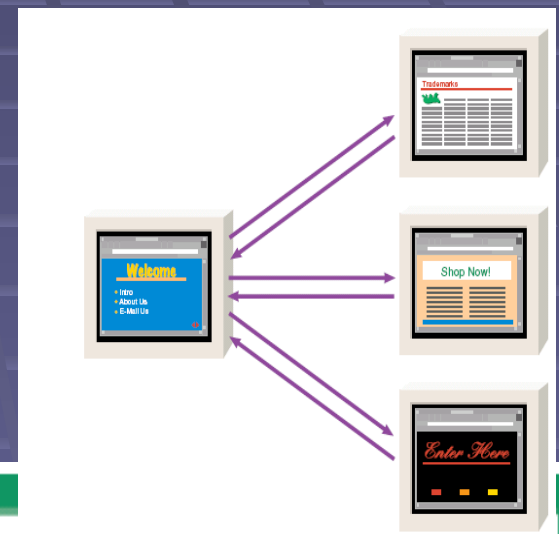 Welcome
Intro
About Us
E-Mail Us
Trademarks
Shop Now!
Enter Here